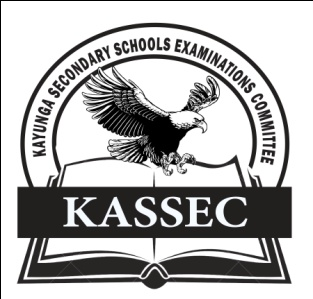 KAYUNGA SECONDARY SCHOOLS EXAMINATIONS COMMITTEE
KASSEC